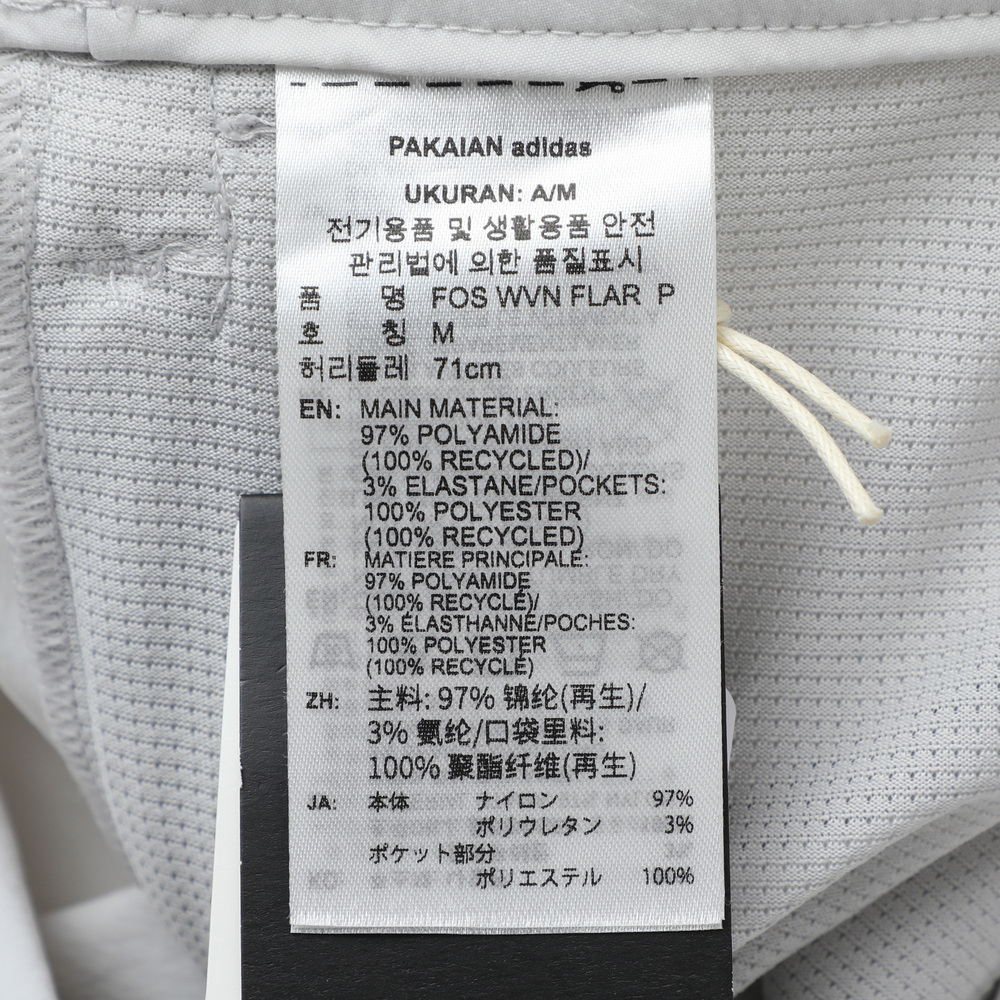 PAKAIAN adidas
UKURAN: A/M
전기용품 및 생활용품 안전
관리법에 의한 품질표시
품 명 FOS WVN FLAR P
호 칭 M
허리둘레 71cm
EN: MAIN MATERIAL:
97% POLYAMIDE
(100% RECYCLED)/
3% ELASTANE/POCKETS:
100% POLYESTER
(100% RECYCLED)
FR: MATIERE PRINCIPALE:
97% POLYAMIDE
(100% RECYCLÉ)/
3% ÉLASTHANNE/POCHES:
100% POLYESTER
(100% RECYCLÉ)
ZH: 主料: 97% 锦纶(再生)/
3% 氨纶/口袋里料:
100% 聚酯纤维(再生)
JA: 本体 ナイロン 97%
ポリウレタン 3%
ポケット部分
ポリエステル 100%